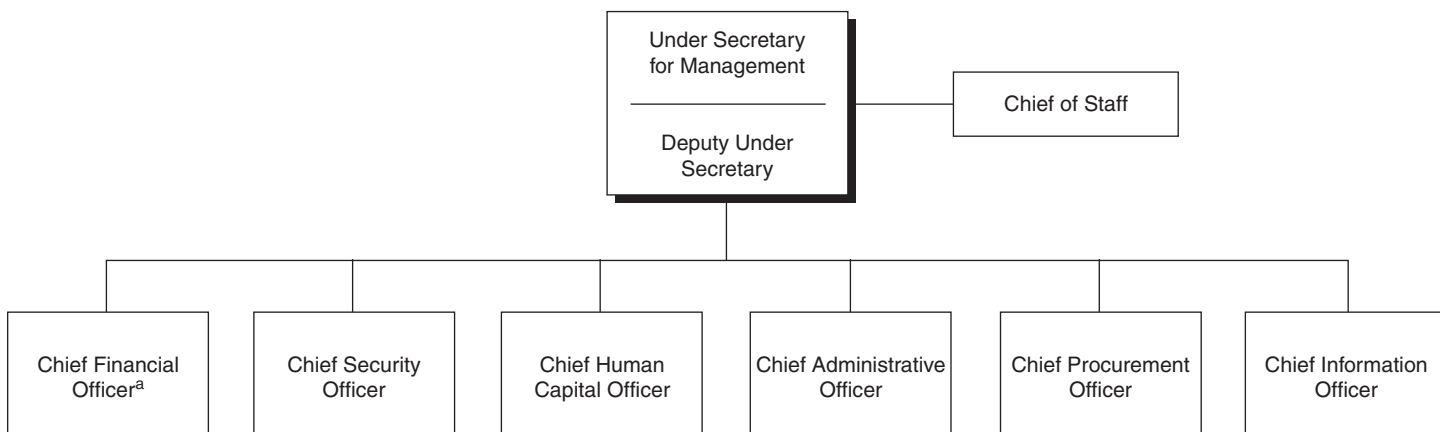 Under Secretary
for Management
Deputy Under
Secretary
Chief of Staff
Chief Financial
Officerᵃ
Chief Security
Officer
Chief Human
Capital Officer
Chief Administrative
Officer
Chief Procurement
Officer
Chief Information
Officer